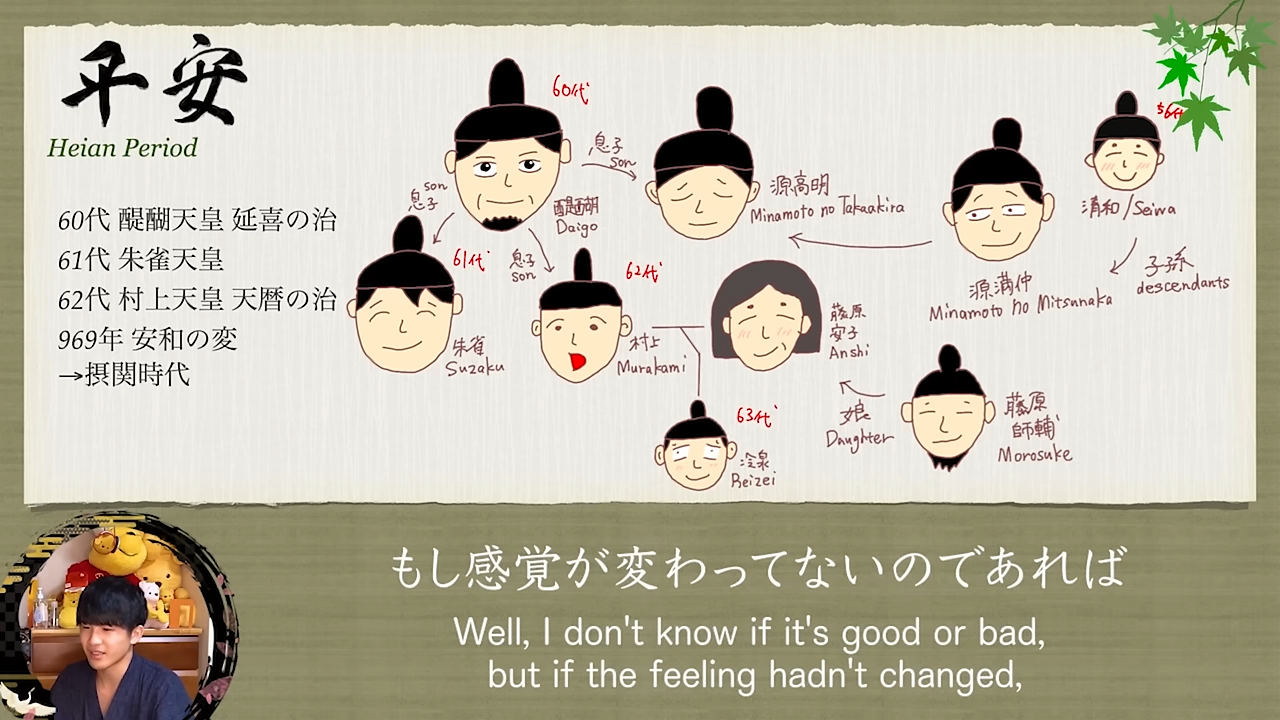 平安
Heian Period
60代 醍醐天皇 延喜の治
61代 朱雀天皇
62代 村上天皇 天暦の治
969年 安和の変
→摂関時代
60代
醍醐
Daigo
息子
son
son
息子
息子
son
61代
朱雀
Suzaku
62代
村上
Murakami
源高明
Minamoto no Takaakira
源満仲
Minamoto no Mitsunaka
清和/Seiwa
子孫
descendants
藤原
安子
Anshi
娘
Daughter
藤原
師輔
Morosuke
63代
冷泉
Reizei
もし感覚が変わってないのであれば
Well, I don't know if it's good or bad,
but if the feeling hadn't changed,